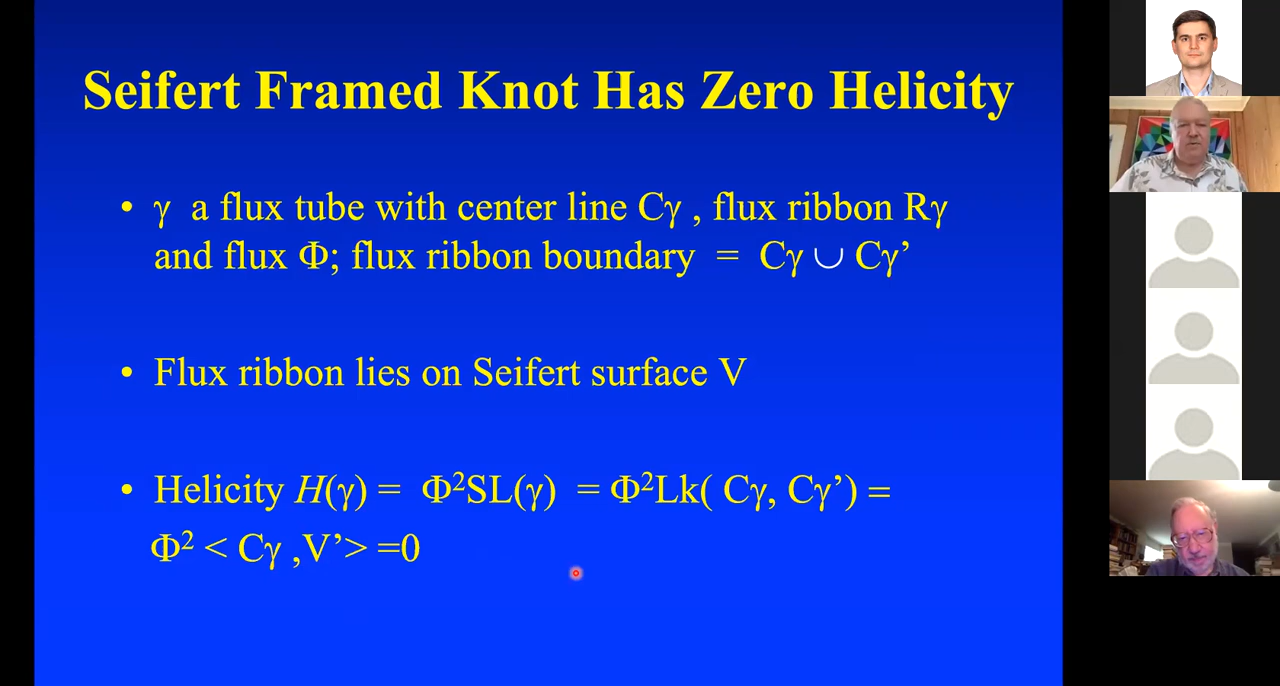 Seifert Framed Knot Has Zero Helicity
• γ a flux tube with center line Cγ , flux ribbon Rγ
and flux Φ; flux ribbon boundary = Cγ ∪ Cγ’
• Flux ribbon lies on Seifert surface V
• Helicity H(γ) = Φ²SL(γ) = Φ²Lk( Cγ, Cγ’) =
Φ² < Cγ ,V’> =0